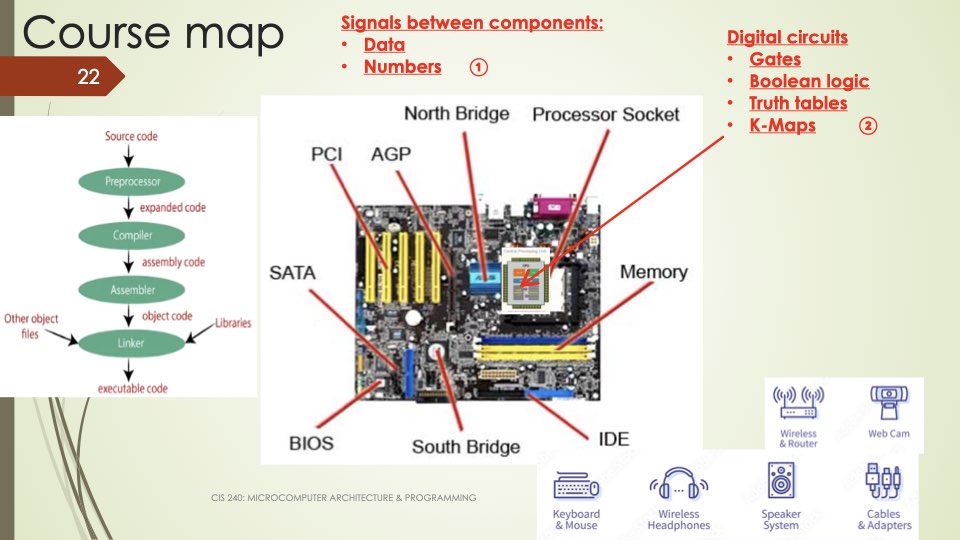 Course map
22
Signals between components:
• Data
• Numbers ①
Digital circuits
• Gates
• Boolean logic
• Truth tables
• K-Maps ②
Source code
Preprocessor
expanded code
Compiler
assembly code
Assembler
object code
Other object
files
Libraries
Linker
executable code
North Bridge
Processor Socket
PCI
AGP
SATA
Memory
BIOS
South Bridge
IDE
Wireless
& Router
Web Cam
Keyboard
& Mouse
Wireless
Headphones
Speaker
System
Cables
& Adapters
CIS 240: MICROCOMPUTER ARCHITECTURE & PROGRAMMING